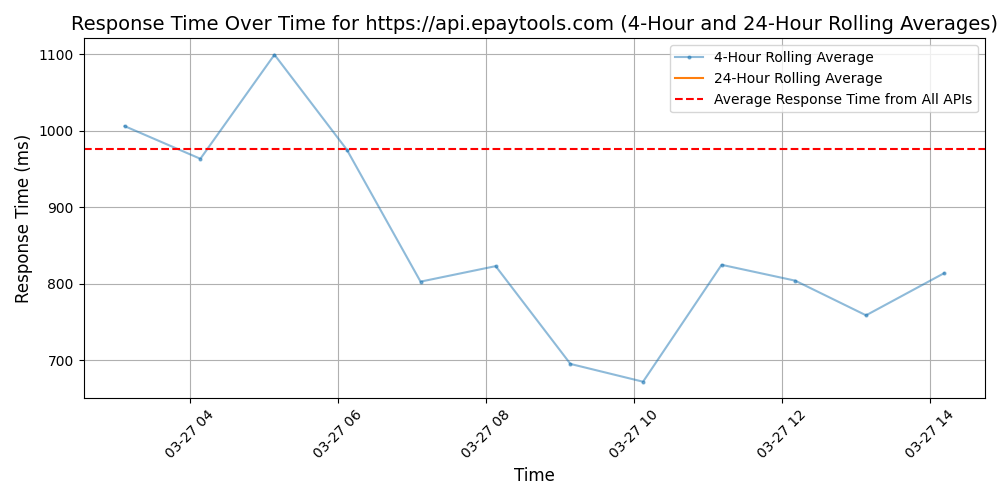 Response Time Over Time for https://api.epaytools.com (4-Hour and 24-Hour Rolling Averages)
4-Hour Rolling Average
24-Hour Rolling Average
Average Response Time from All APIs
Response Time (ms)
1100
1000
900
800
700
03-27 04
03-27 06
03-27 08
03-27 10
03-27 12
03-27 14
Time